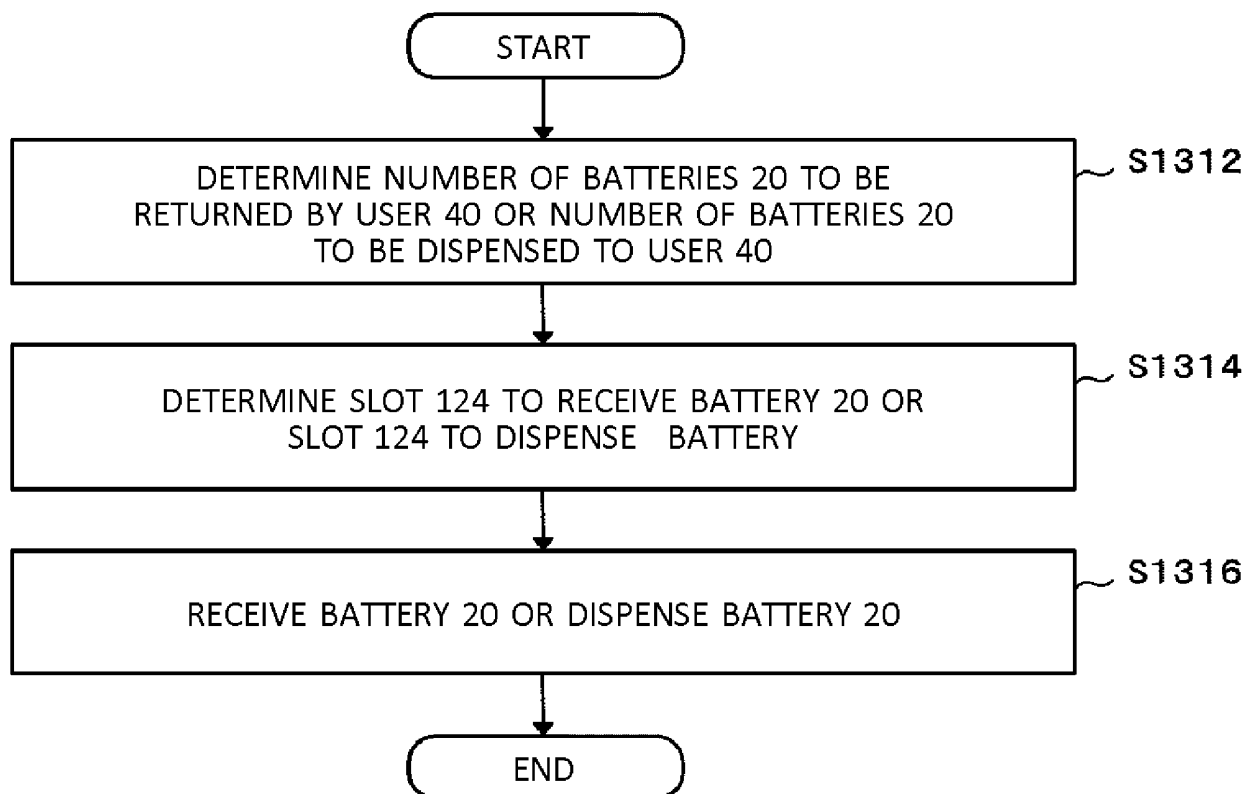 START
S1312
DETERMINE NUMBER OF BATTERIES 20 TO BE
RETURNED BY USER 40 OR NUMBER OF BATTERIES 20
TO BE DISPENSED TO USER 40
S1314
DETERMINE SLOT 124 TO RECEIVE BATTERY 20 OR
SLOT 124 TO DISPENSE BATTERY
S1316
RECEIVE BATTERY 20 OR DISPENSE BATTERY 20
END